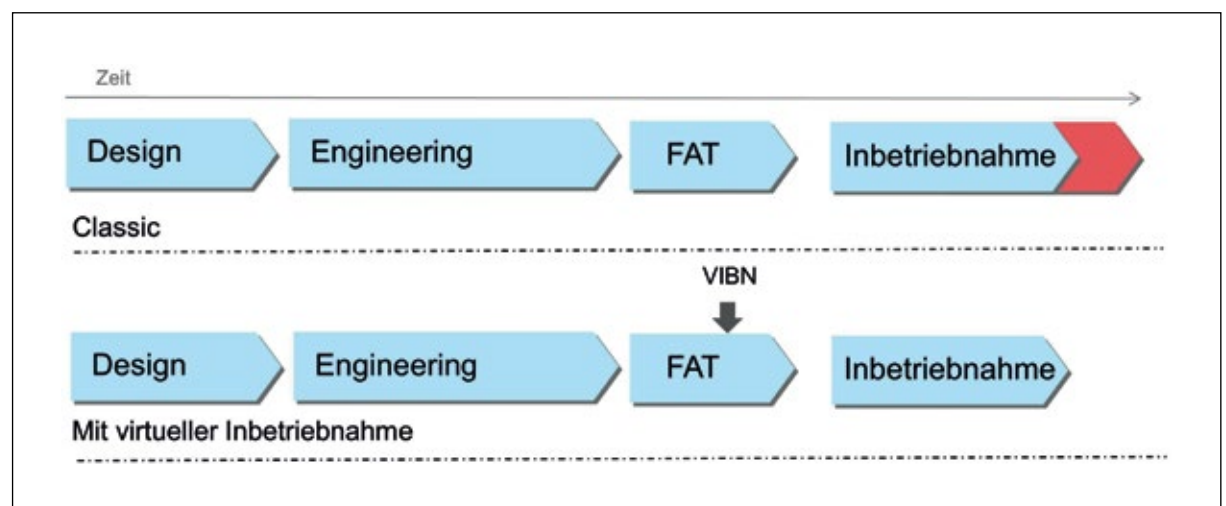 Zeit
Design Engineering FAT Inbetriebnahme
Classic
VIBN
Design Engineering FAT Inbetriebnahme
Mit virtueller Inbetriebnahme